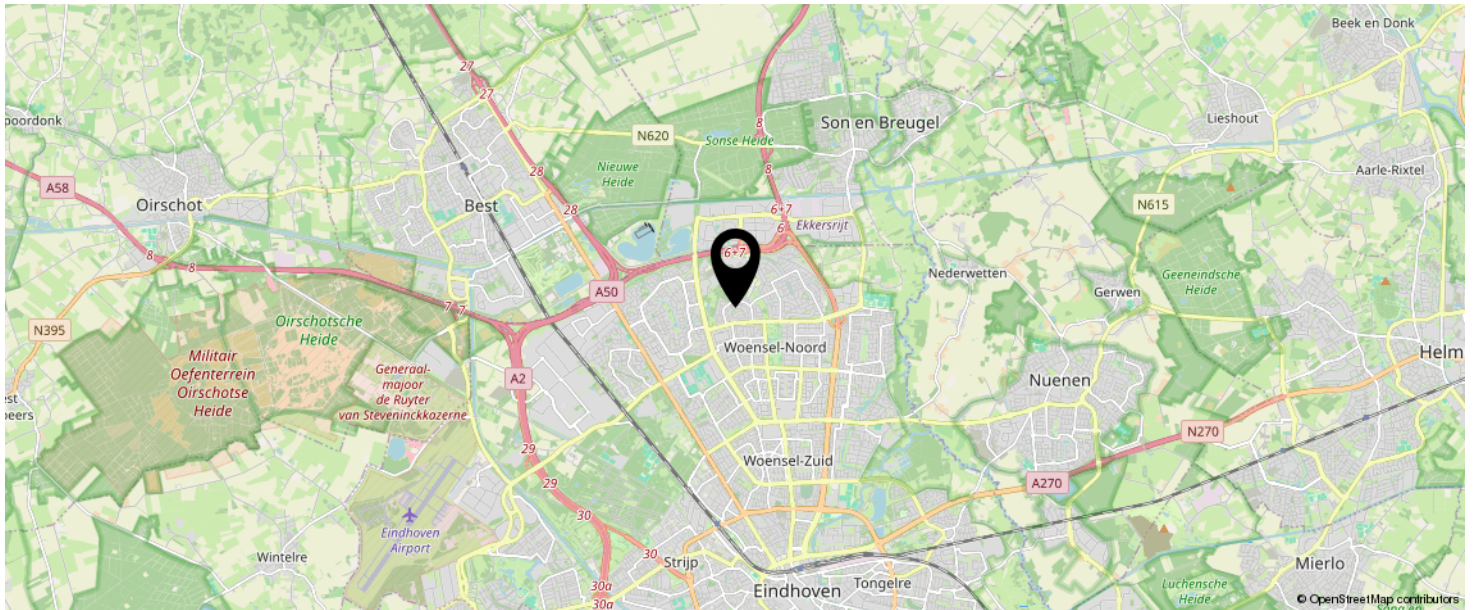 Beek en Donk
27
27
oordonk
8
N620
Sonse Heide
Son en Breugel
Lieshout
Nieuwe
Heide
28
8
Aarle-Rixtel
A58
Oirschot
Best
28
6+7
6
Ekkersrijt
N615
8
8
6+7
Nederwetten
Geeneindsche
Heide
Gerwen
A50
7
7
N395
Oirschotsche
Heide
Militair
Oefenterrein
Oirschotse
Heide
Generaal-
majoor
de Ruyter
van Steveninckkazerne
A2
Woensel-Noord
Nuenen
Helm
est
eers
N270
29
29
Woensel-Zuid
A270
30
Eindhoven
Airport
30
Wintelre
Strijp
30a
30a
Eindhoven
Tongelre
Mierlo
Luchensche
Heide
© OpenStreetMap contributors